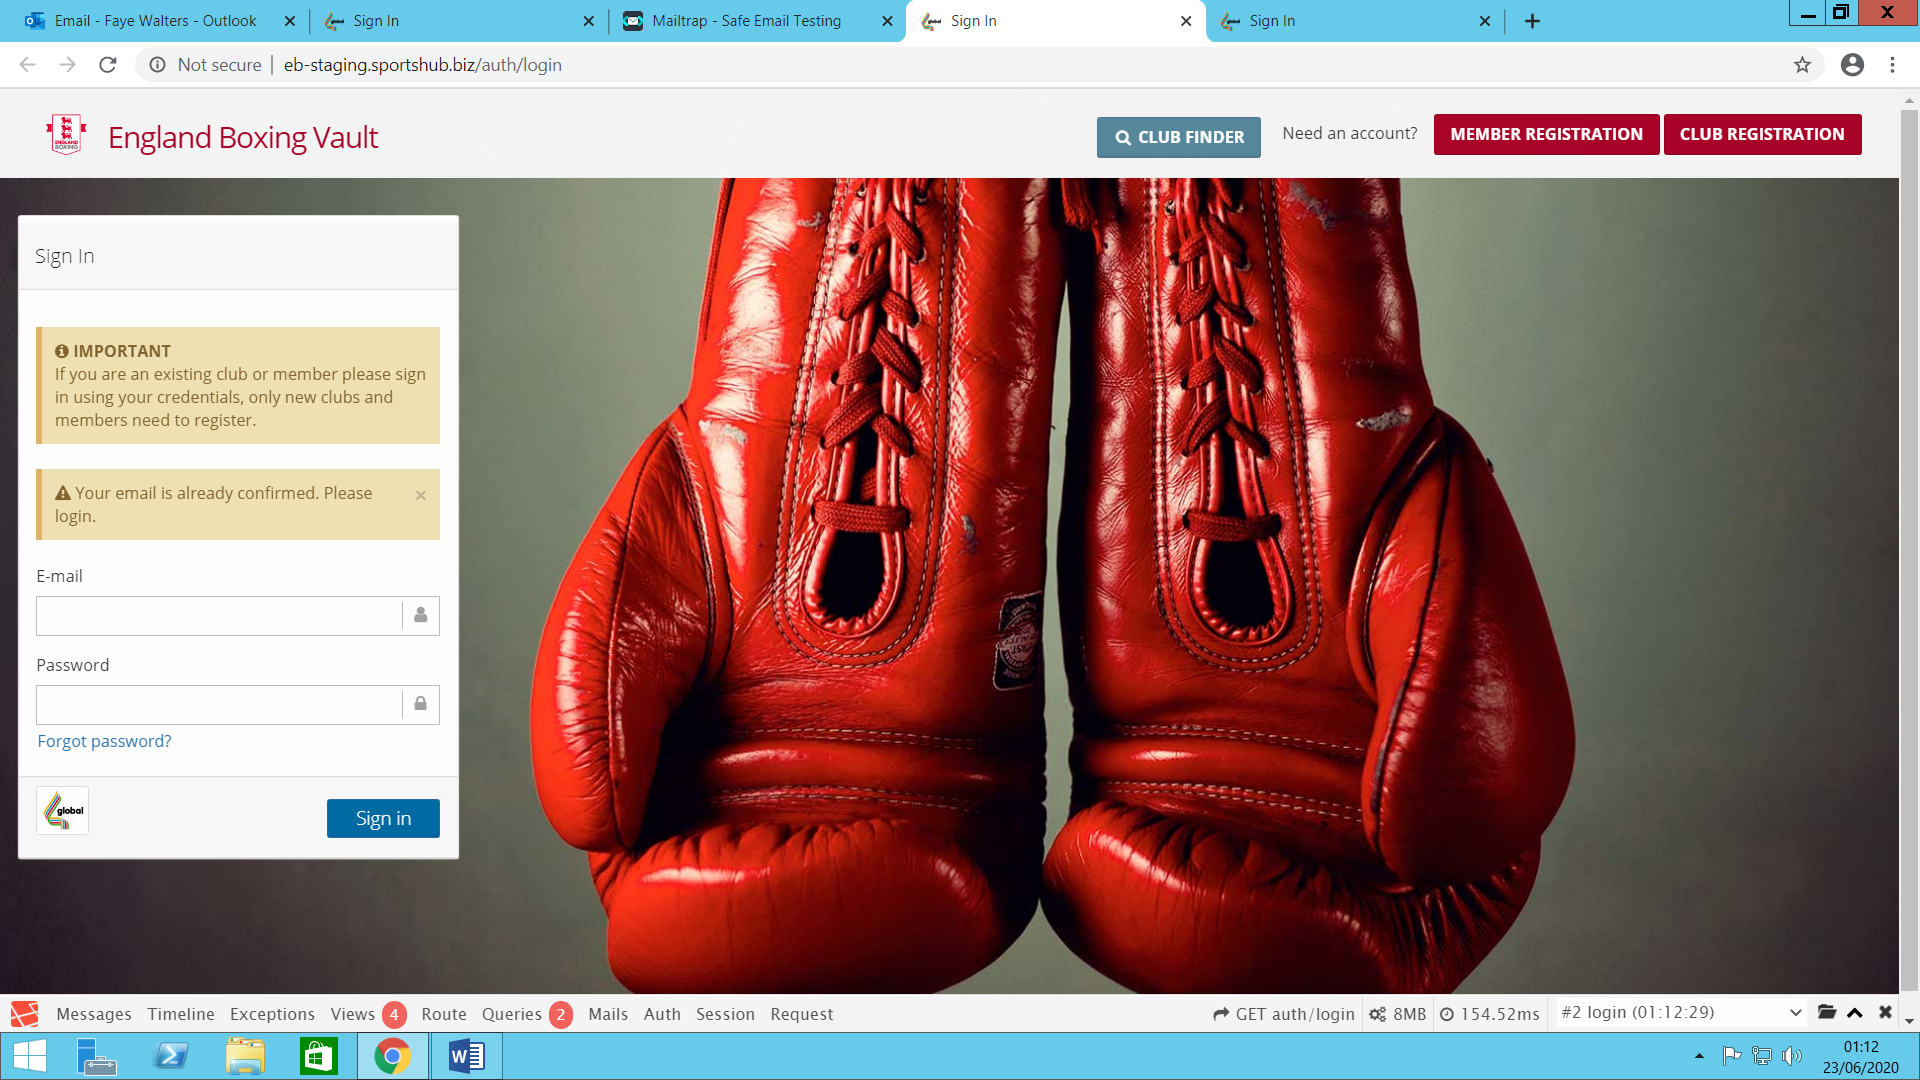 Email - Faye Walters - Outlook
Sign In
Mailtrap - Safe Email Testing
Sign In
Sign In
Not secure
eb-staging.sportshub.biz/auth/login
ENGLAND BOXING
England Boxing Vault
CLUB FINDER
Need an account?
MEMBER REGISTRATION
CLUB REGISTRATION
Sign In
IMPORTANT
If you are an existing club or member please sign
in using your credentials, only new clubs and
members need to register.
Your email is already confirmed. Please
login.
E-mail
Password
Forgot password?
global
Sign in
Messages Timeline Exceptions Views 4 Route Queries 2 Mails Auth Session Request
GET auth/login 8MB 154.52ms #2 login (01:12:29)
01:12
23/06/2020